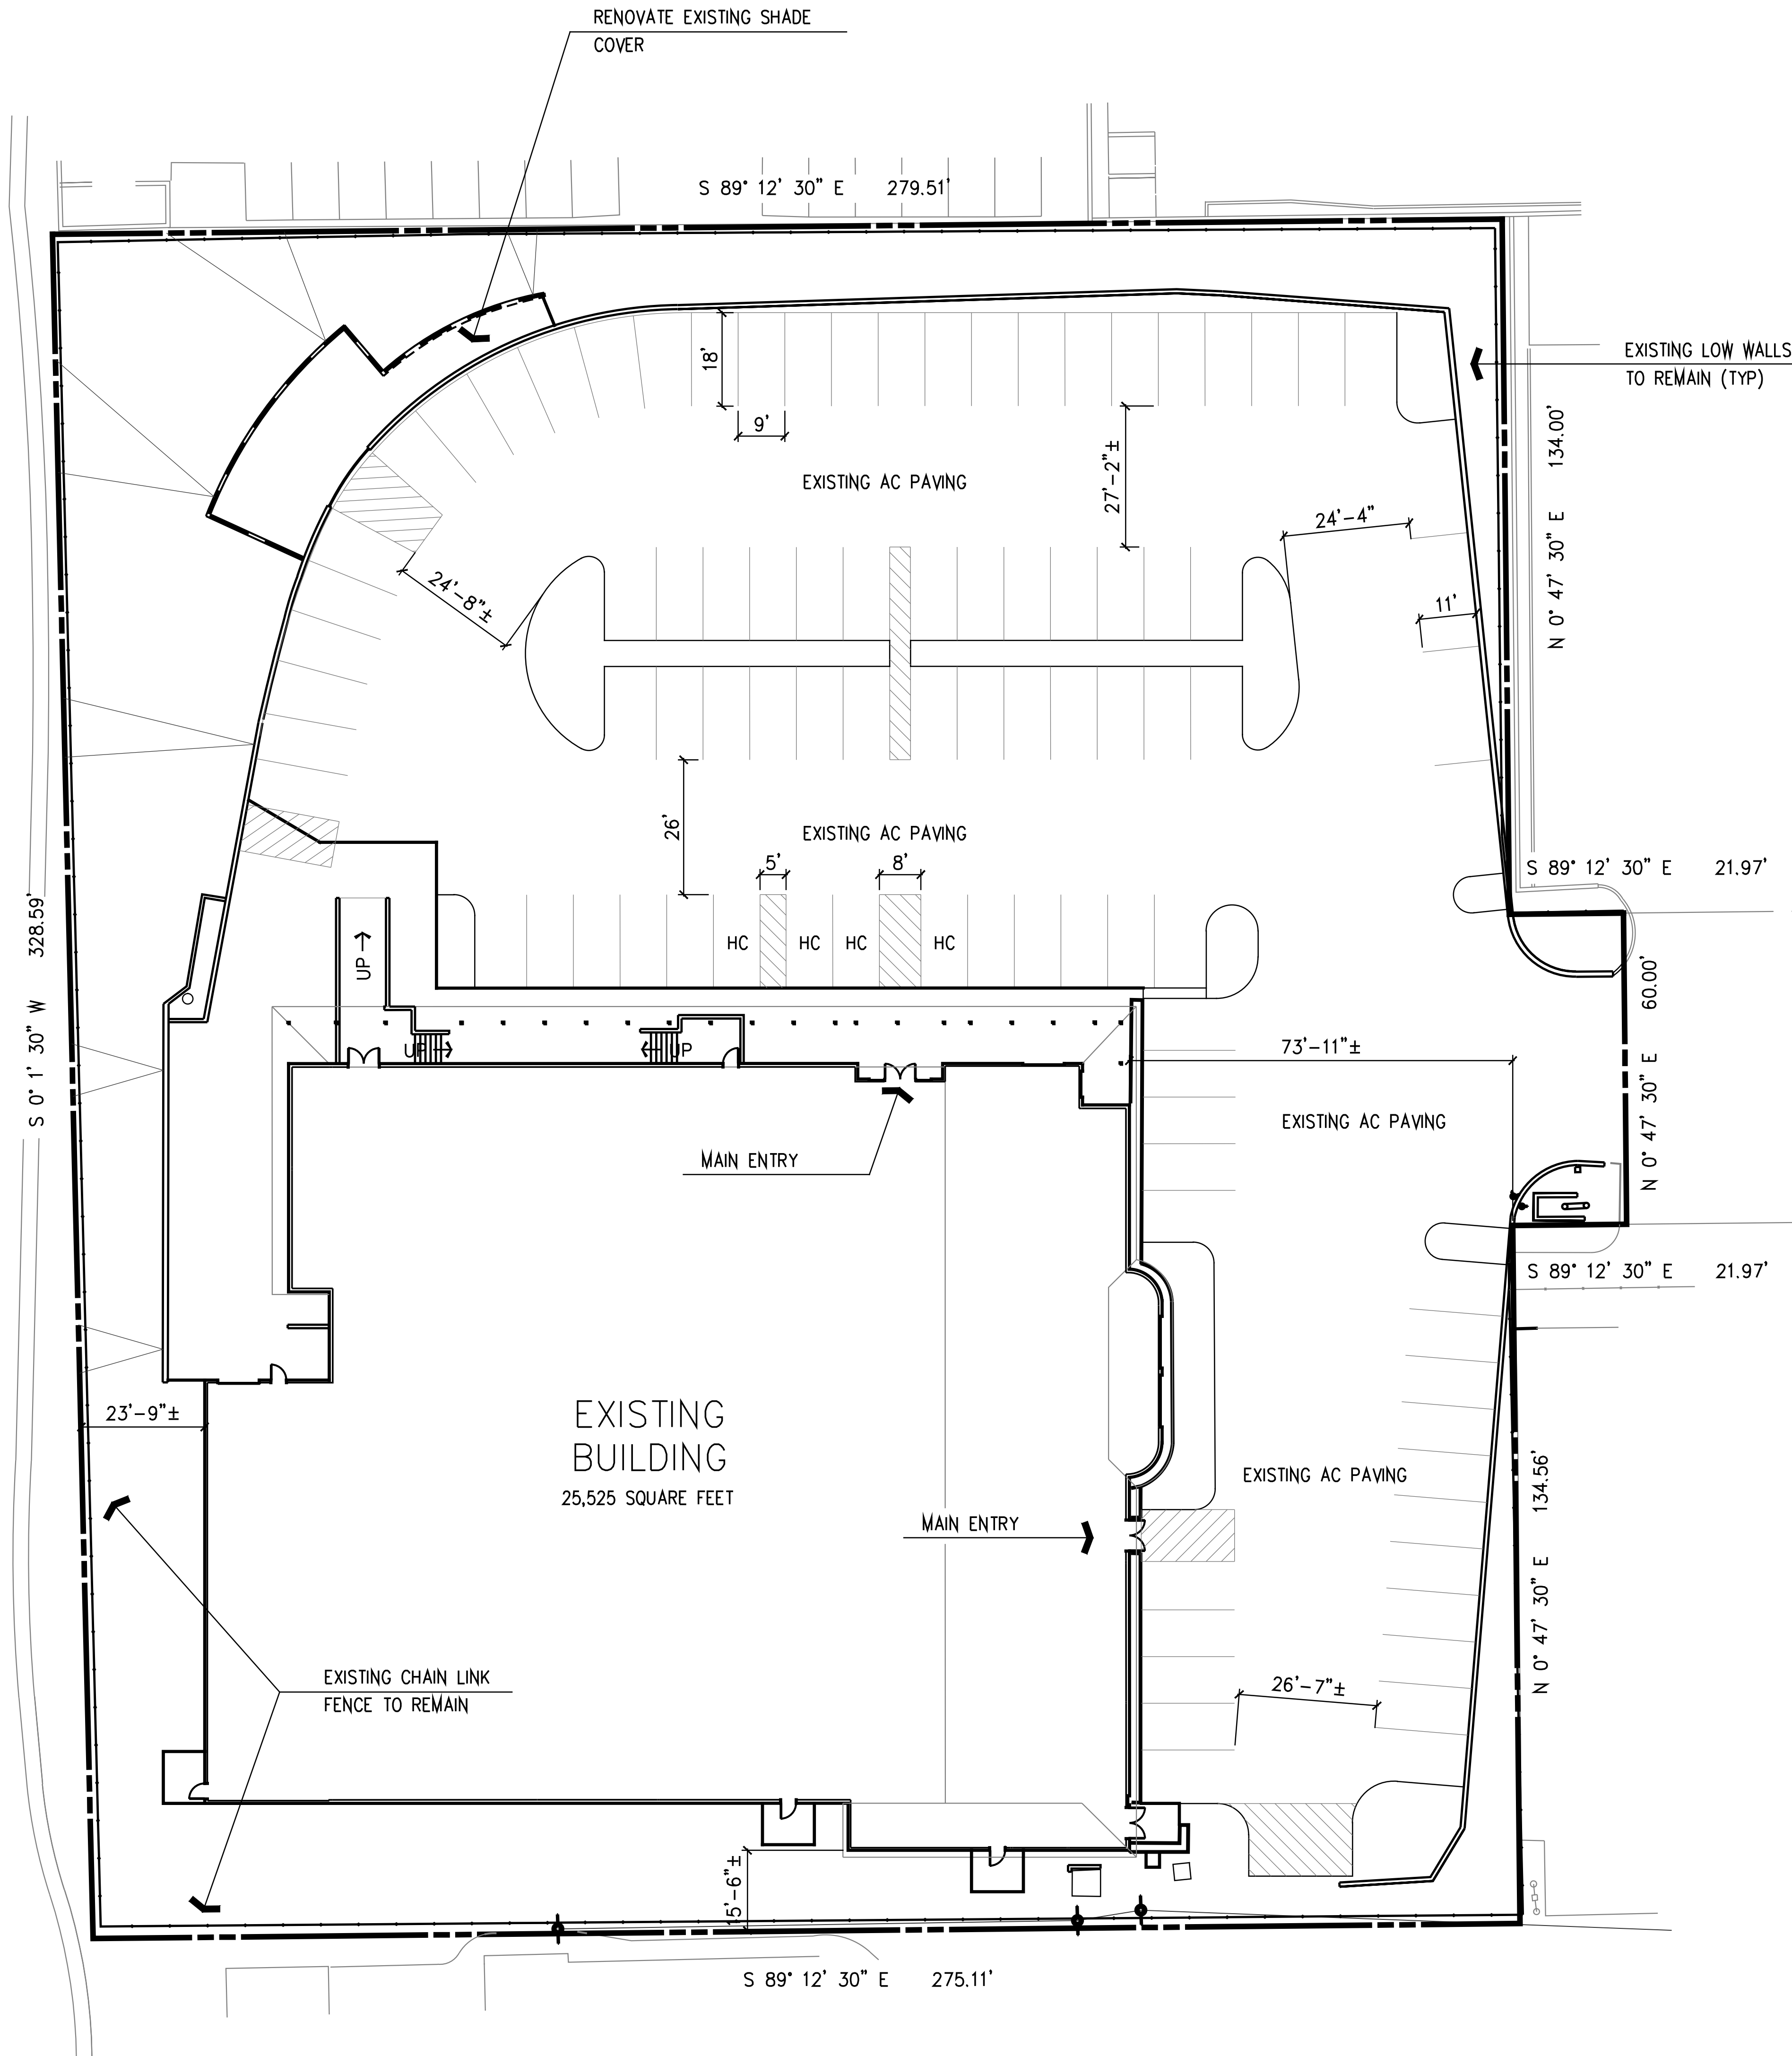 RENOVATE EXISTING SHADE
COVER
S 89° 12' 30" E 279.51'
EXISTING LOW WALLS
TO REMAIN (TYP)
18'
9'
27'-2"±
EXISTING AC PAVING
24'-4"
N 0° 47' 30" E 134.00'
24'-8"±
11'
26'
EXISTING AC PAVING
5'
8'
S 89° 12' 30" E 21.97'
HC
HC
HC
HC
S 0° 1' 30" W 328.59'
UP
UP
UP
73'-11"±
N 0° 47' 30" E 60.00'
EXISTING AC PAVING
MAIN ENTRY
S 89° 12' 30" E 21.97'
23'-9"±
EXISTING
BUILDING
25,525 SQUARE FEET
EXISTING AC PAVING
MAIN ENTRY
N 0° 47' 30" E 134.56'
EXISTING CHAIN LINK
FENCE TO REMAIN
26'-7"±
15'-6"±
S 89° 12' 30" E 275.11'